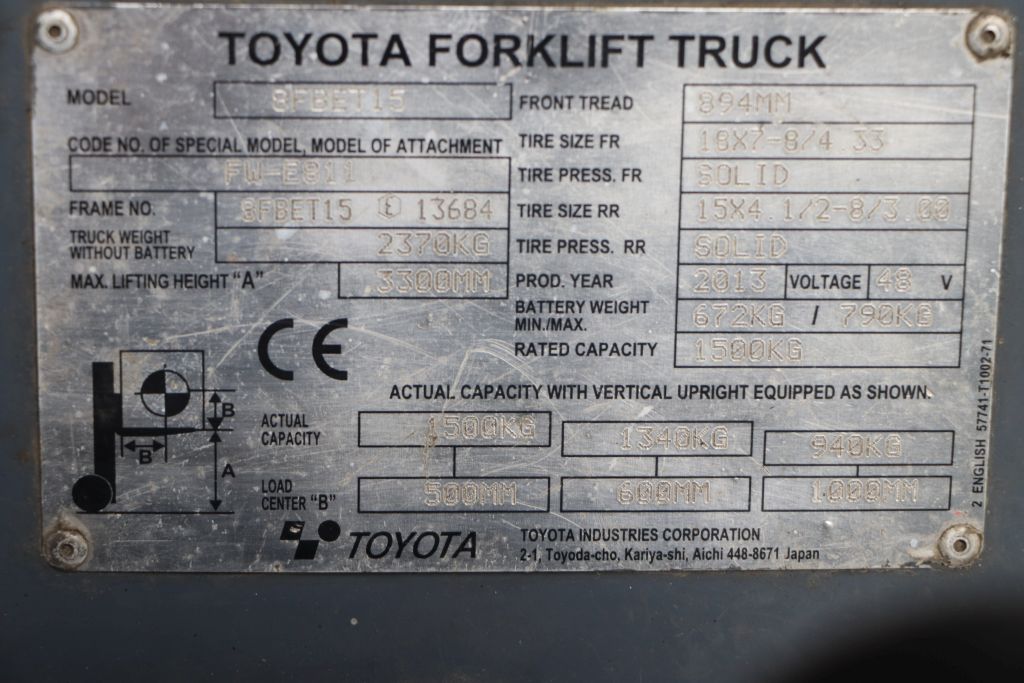 TOYOTA FORKLIFT TRUCK
MODEL 8FBET15
CODE NO. OF SPECIAL MODEL, MODEL OF ATTACHMENT
FW-E811
FRAME NO. 8FBET15 E 13684
TRUCK WEIGHT
WITHOUT BATTERY 2370KG
MAX. LIFTING HEIGHT "A" 3300MM
FRONT TREAD 894MM
TIRE SIZE FR 18X7-8/4.33
TIRE PRESS. FR SOLID
TIRE SIZE RR 15X4.1/2-8/3.00
TIRE PRESS. RR SOLID
PROD. YEAR 2013 VOLTAGE 48 V
BATTERY WEIGHT
MIN./MAX. 672KG / 790KG
RATED CAPACITY 1500KG
CE
ACTUAL CAPACITY WITH VERTICAL UPRIGHT EQUIPPED AS SHOWN.
B
B
A
ACTUAL
CAPACITY 1500KG 1340KG 940KG
LOAD
CENTER "B" 500MM 600MM 1000MM
TOYOTA
TOYOTA INDUSTRIES CORPORATION
2-1, Toyoda-cho, Kariya-shi, Aichi 448-8671 Japan
2 ENGLISH 57741-T1002-71